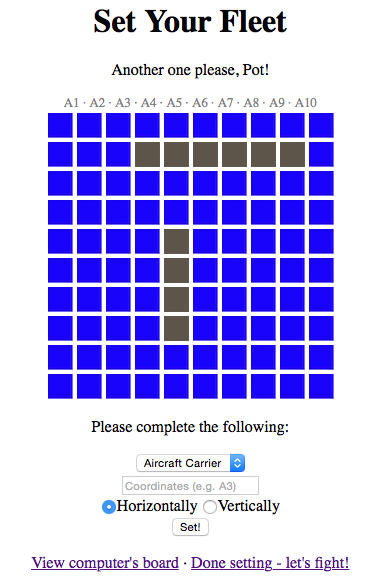 Set Your Fleet
Another one please, Pot!
A1 · A2 · A3 · A4 · A5 · A6 · A7 · A8 · A9 · A10
Please complete the following:
Aircraft Carrier
Coordinates (e.g. A3)
Horizontally Vertically
Set!
View computer's board · Done setting - let's fight!